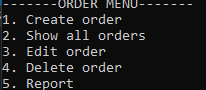 -------ORDER MENU-------
1. Create order
2. Show all orders
3. Edit order
4. Delete order
5. Report